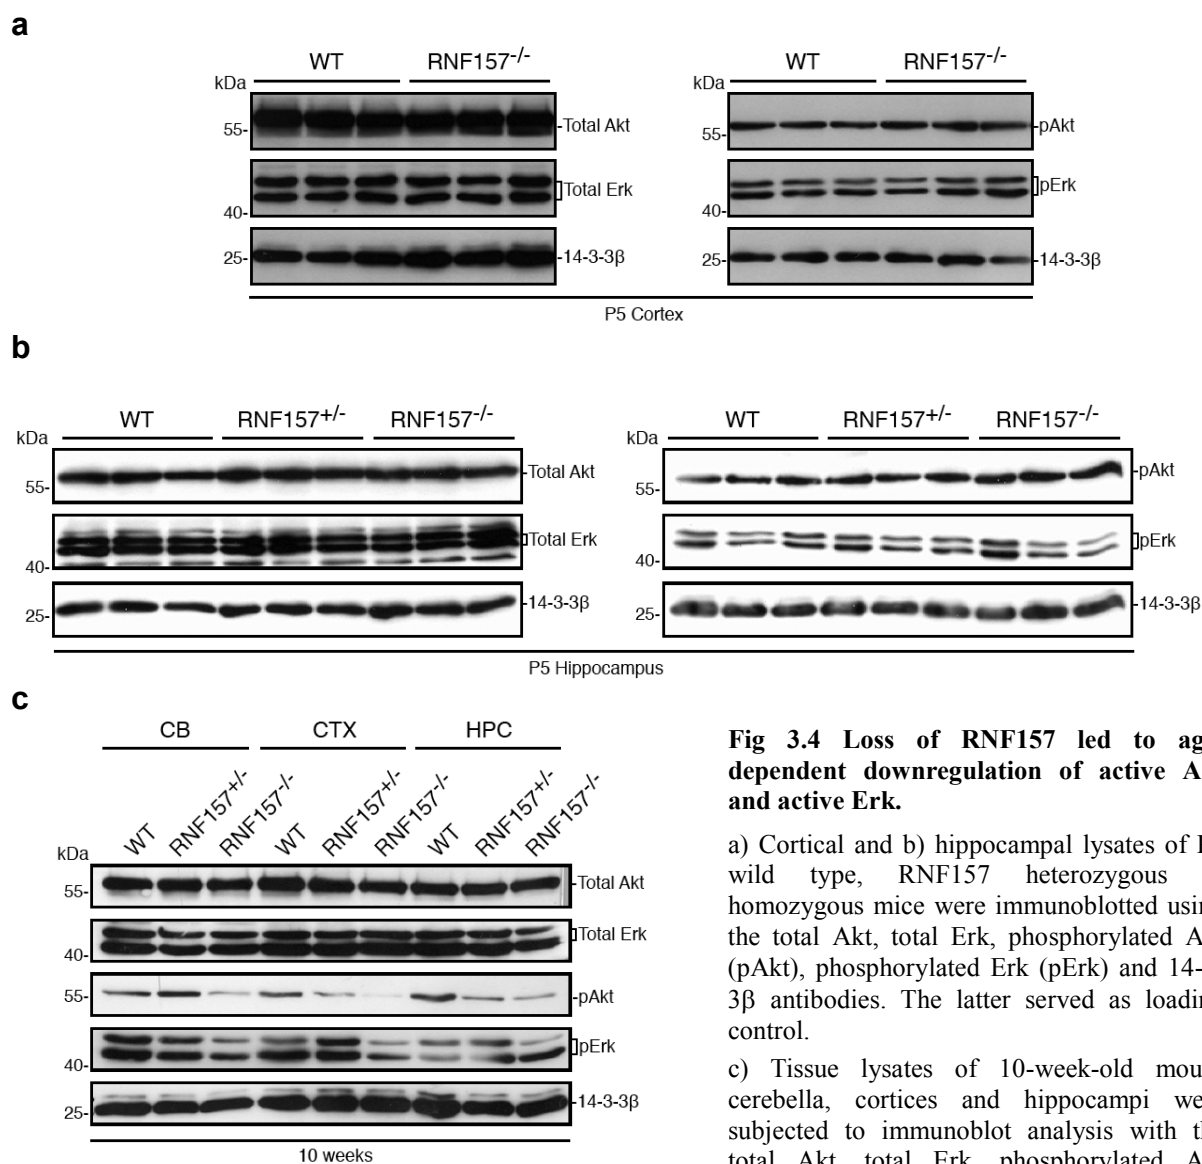 a
WT RNF157-/- WT RNF157-/-
kDa kDa
55- Total Akt 55- pAkt
Total Erk pErk
40- 40-
25- 14-3-3β 25- 14-3-3β
P5 Cortex
b
WT RNF157+/- RNF157-/- WT RNF157+/- RNF157-/-
kDa kDa
55- Total Akt 55- pAkt
Total Erk pErk
40- 40-
25- 14-3-3β 25- 14-3-3β
P5 Hippocampus
c
CB CTX HPC
WT RNF157+/- RNF157-/- WT RNF157+/- RNF157-/- WT RNF157+/- RNF157-/-
kDa
55- Total Akt
Total Erk
40-
55- pAkt
pErk
40-
25- 14-3-3β
10 weeks
Fig 3.4 Loss of RNF157 led to
dependent downregulation of active
and active Erk.
a) Cortical and b) hippocampal lysates of
wild type, RNF157 heterozygous
homozygous mice were immunoblotted
the total Akt, total Erk, phosphorylated
(pAkt), phosphorylated Erk (pErk) and 14-
3β antibodies. The latter served as
control.
c) Tissue lysates of 10-week-old
cerebella, cortices and hippocampi
subjected to immunoblot analysis with
total Akt, total Erk, phosphorylated